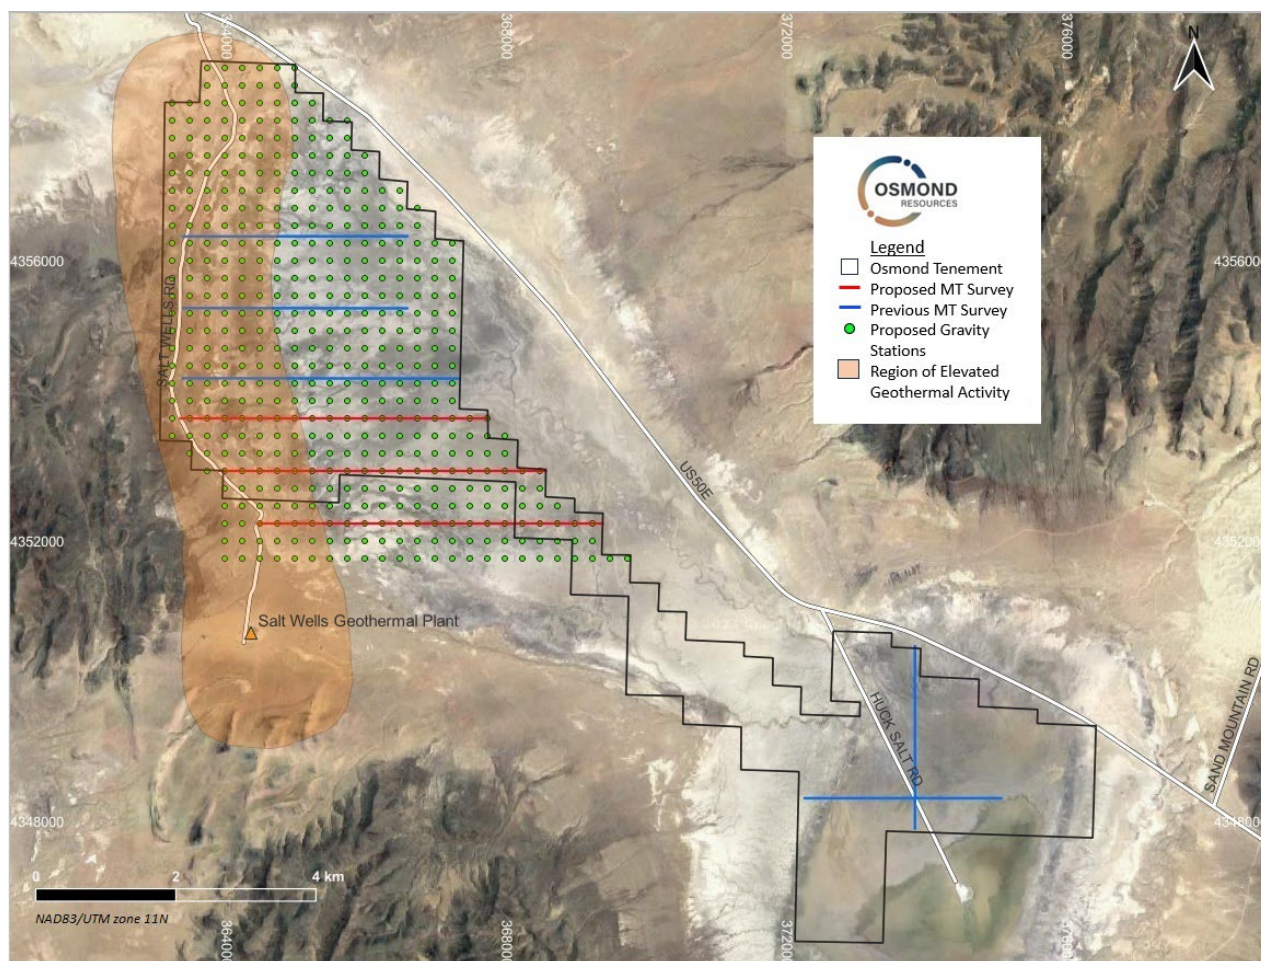 364000
368000
372000
376000
N
OSMOND
RESOURCES
Legend
Osmond Tenement
Proposed MT Survey
Previous MT Survey
Proposed Gravity
Stations
Region of Elevated
Geothermal Activity
4356000
4356000
SALT WELLS RD
US50E
4352000
4352000
Salt Wells Geothermal Plant
HUCK SALT RD
SAND MOUNTAIN RD
4348000
4348000
0 2 4 km
NAD83/UTM zone 11N
364000
368000
372000
376000